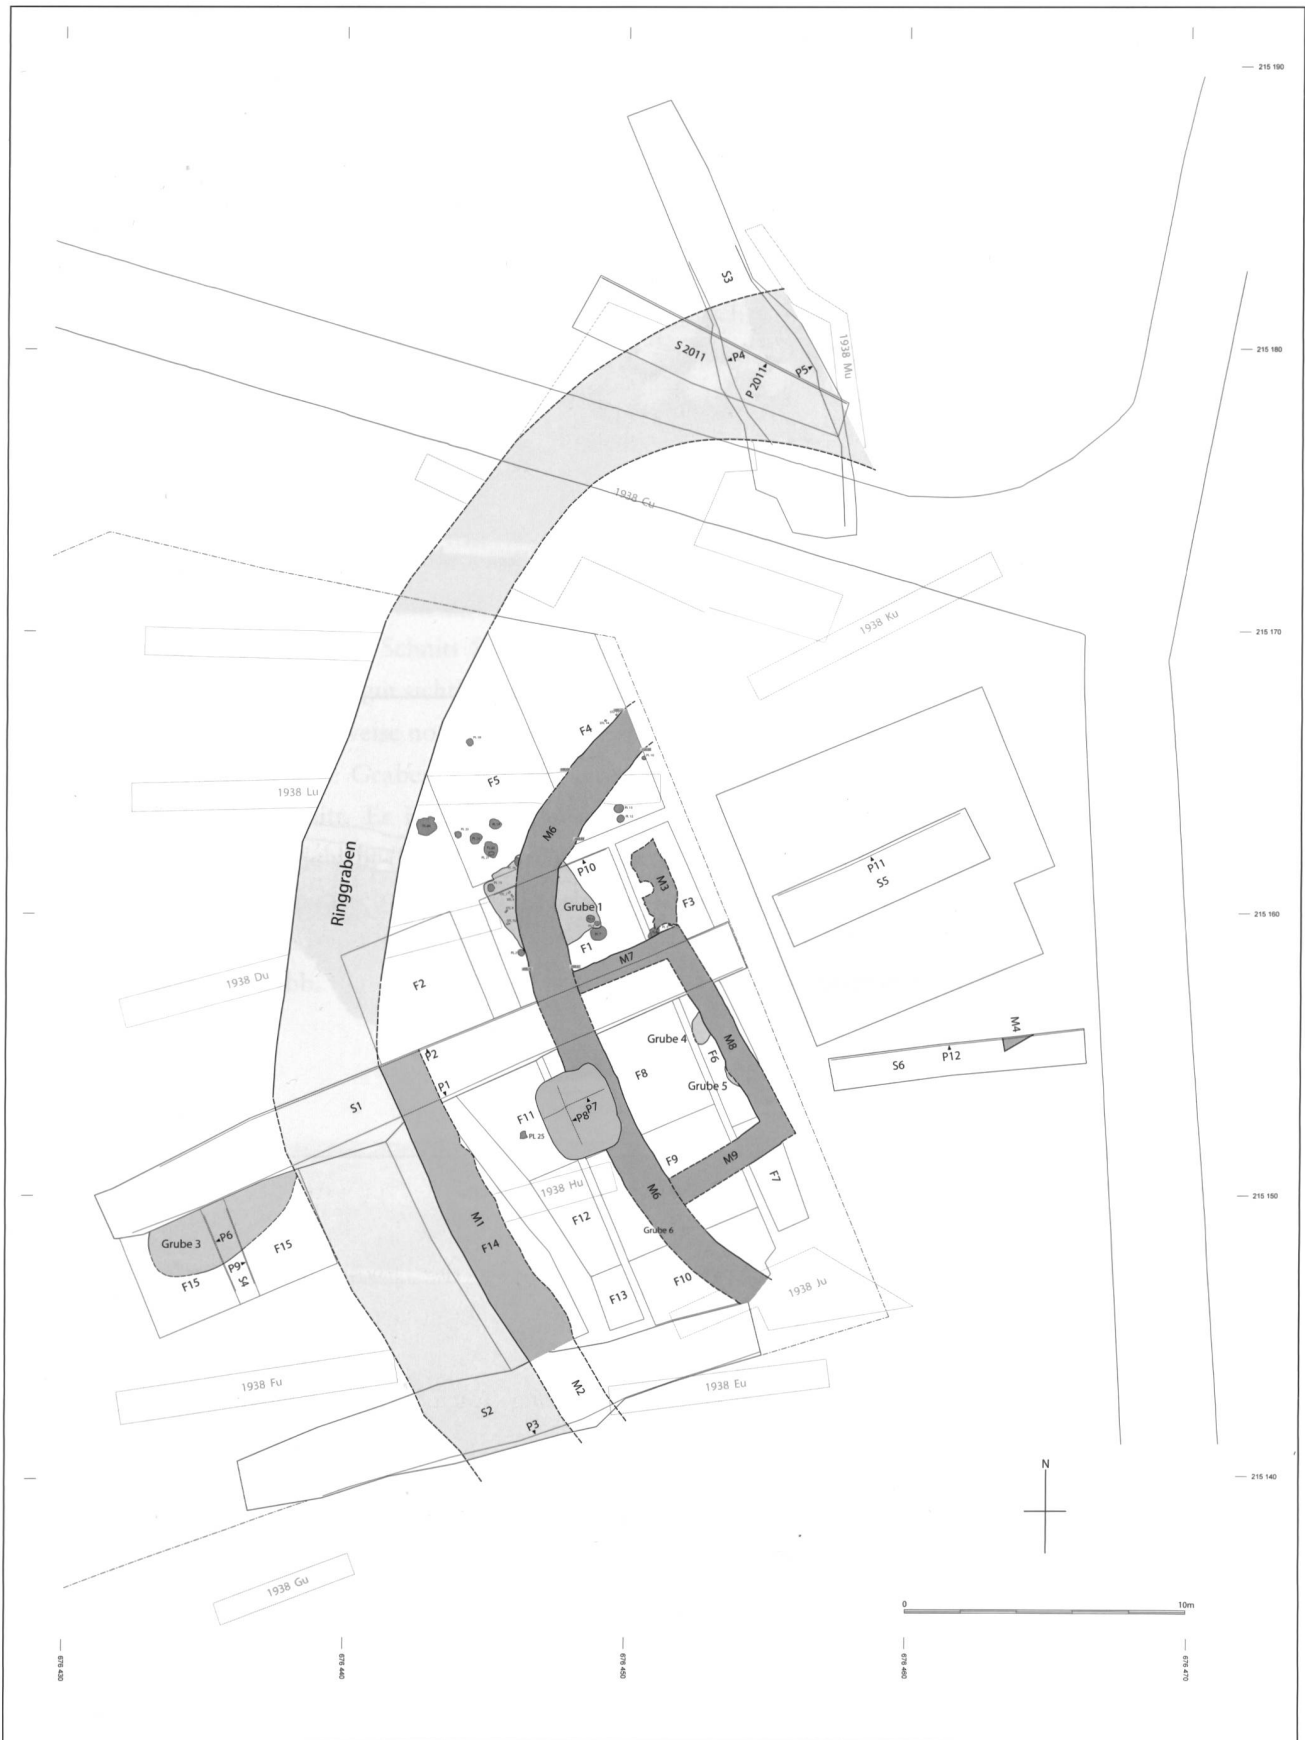 215 190
S3
1938 Mu
S 2011
P4
P 2011
P5
215 180
1938 Cu
1938 Ku
215 170
F4
F5
1938 Lu
M6
P10
P11
S5
Ringgraben
Grube 1
M3
F3
215 160
F1
M7
1938 Du
F2
Grube 4
M8
M4
P2
F6
P12
S6
P1
F8
Grube 5
S1
F11
P7
P8
PL 25
F9
M9
F7
1938 Hu
M6
215 150
M1
F12
Grube 6
Grube 3
P6
F15
F14
P9
S4
F15
F10
F13
1938 Ju
1938 Fu
M2
1938 Eu
S2
P3
215 140
N
1938 Gu
0
10m
676 430
676 440
676 450
676 460
676 470